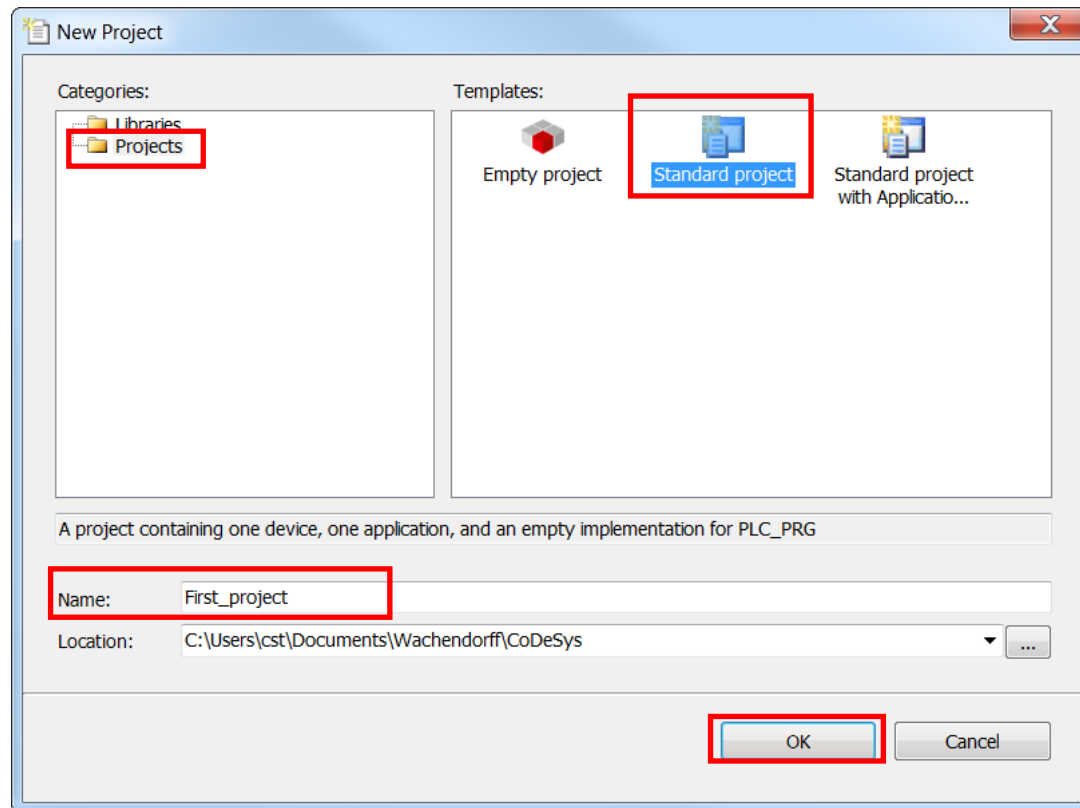 New Project
X
Categories:
Templates:
Libraries
Projects
Empty project
Standard project
Standard project
with Applicatio...
A project containing one device, one application, and an empty implementation for PLC_PRG
Name:
First_project
Location:
C:\Users\cst\Documents\Wachendorff\CoDeSys
...
OK
Cancel